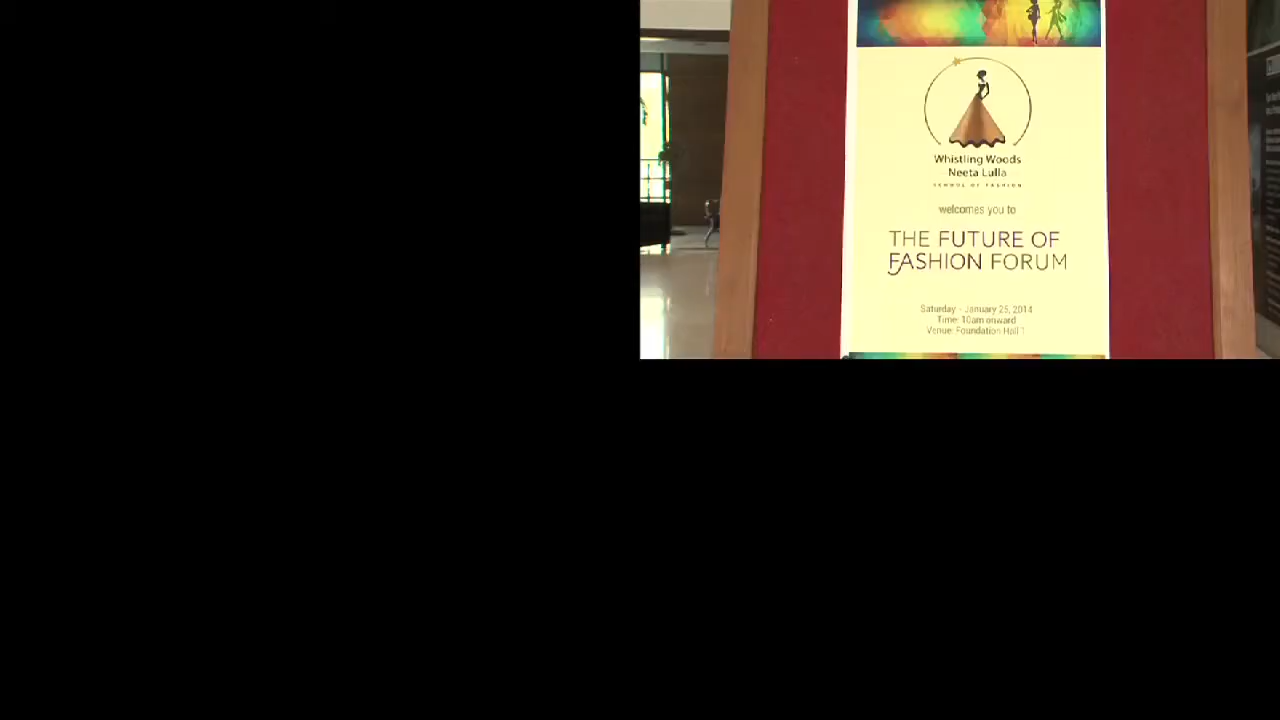 Whistling Woods
Neeta Lulla
SCHOOL OF FASHION
welcomes you to
THE FUTURE OF
FASHION FORUM
Saturday - January 25, 2014
Time: 10am onward
Venue: Foundation Hall 1